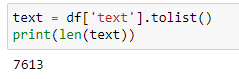 text = df['text'].tolist()
print(len(text))
7613